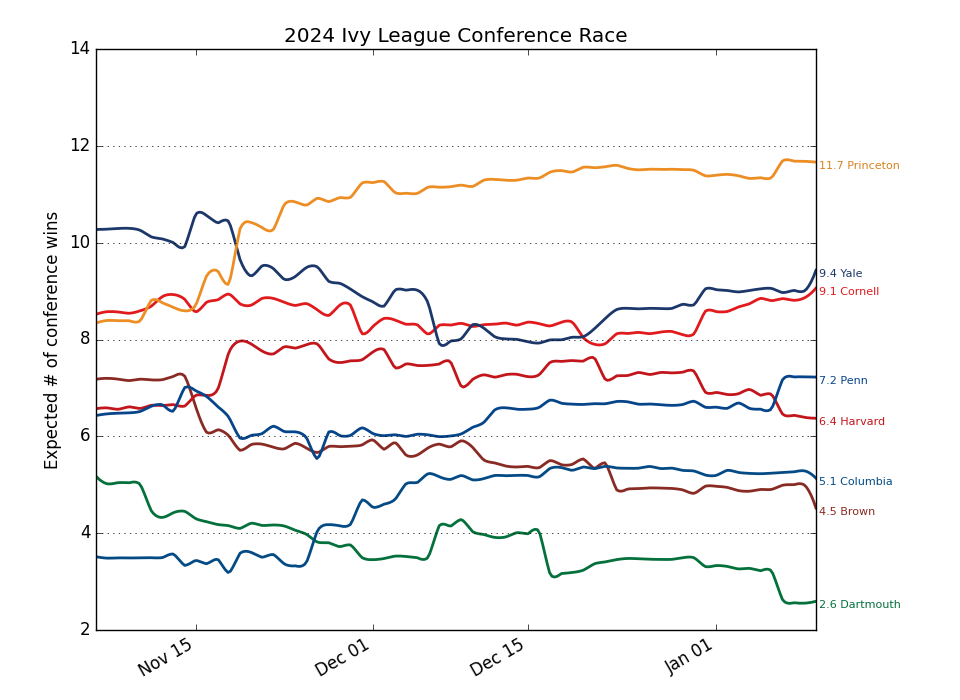 2024 Ivy League Conference Race
Expected # of conference wins
14
12
10
8
6
4
2
Nov 15
Dec 01
Dec 15
Jan 01
11.7 Princeton
9.4 Yale
9.1 Cornell
7.2 Penn
6.4 Harvard
5.1 Columbia
4.5 Brown
2.6 Dartmouth